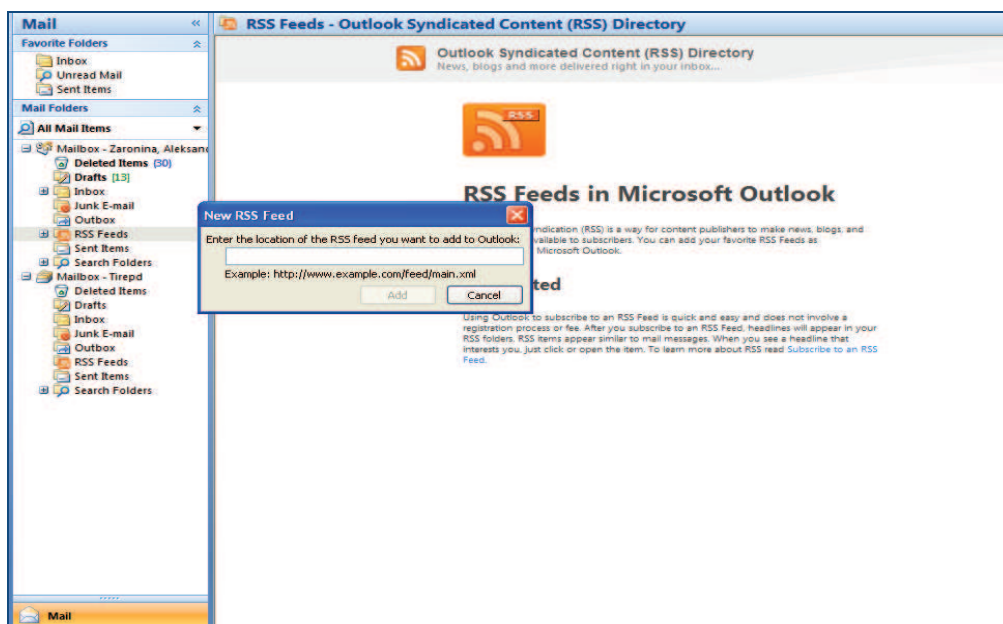 Mail «
Favorite Folders
Inbox
Unread Mail
Sent Items
Mail Folders
All Mail Items
Mailbox - Zaronina, Aleksan
Deleted Items (30)
Drafts [13]
Inbox
Junk E-mail
Outbox
RSS Feeds
Sent Items
Search Folders
Mailbox - Tirepd
Deleted Items
Drafts
Inbox
Junk E-mail
Outbox
RSS Feeds
Sent Items
Search Folders
Mail
RSS Feeds - Outlook Syndicated Content (RSS) Directory
Outlook Syndicated Content (RSS) Directory
News, blogs and more delivered right in your inbox...
RSS
RSS Feeds in Microsoft Outlook
ndication (RSS) is a way for content publishers to make news, blogs, and
vailable to subscribers. You can add your favorite RSS Feeds as
Microsoft Outlook.
ted
Using Outlook to subscribe to an RSS Feed is quick and easy and does not involve a
registration process or fee. After you subscribe to an RSS Feed, headlines will appear in your
RSS folders. RSS items appear similar to mail messages. When you see a headline that
interests you, just click or open the item. To learn more about RSS read Subscribe to an RSS
Feed.
New RSS Feed
Enter the location of the RSS feed you want to add to Outlook:
Example: http://www.example.com/feed/main.xml
Add Cancel